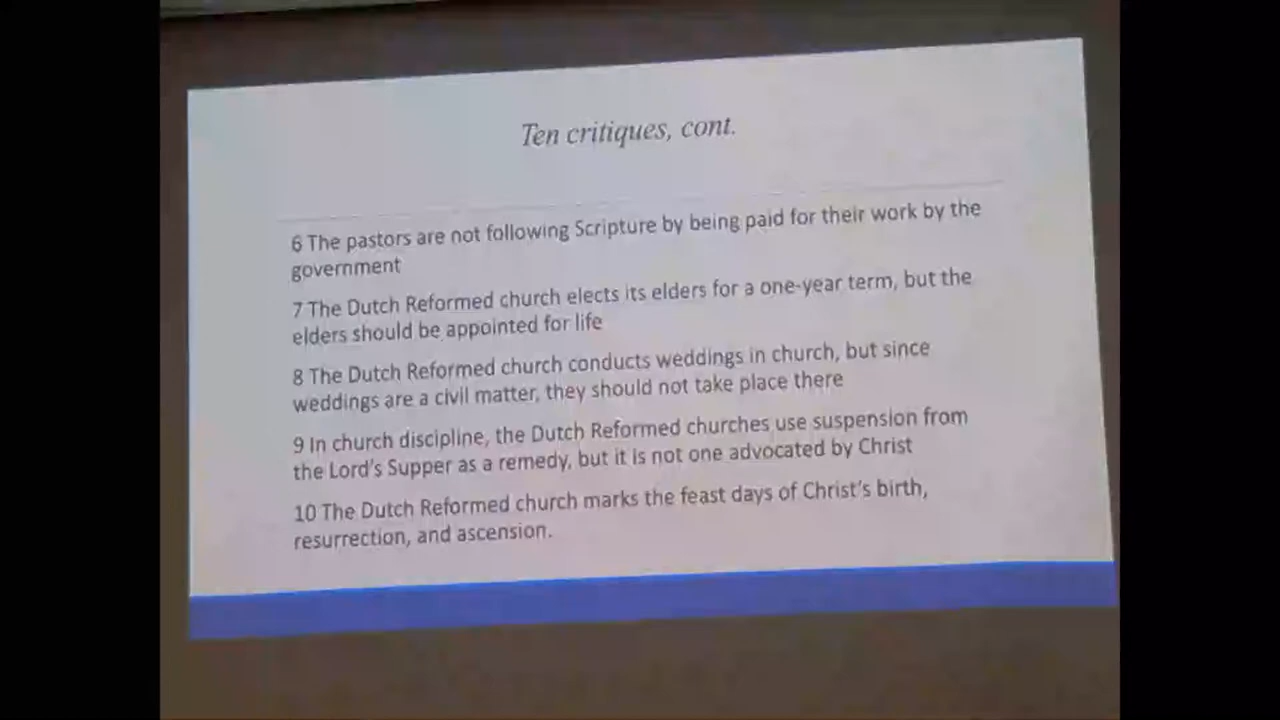 Ten critiques, cont.
6 The pastors are not following Scripture by being paid for their work by the
government
7 The Dutch Reformed church elects its elders for a one-year term, but the
elders should be appointed for life
8 The Dutch Reformed church conducts weddings in church, but since
weddings are a civil matter, they should not take place there
9 In church discipline, the Dutch Reformed churches use suspension from
the Lord's Supper as a remedy, but it is not one advocated by Christ
10 The Dutch Reformed church marks the feast days of Christ's birth,
resurrection, and ascension.